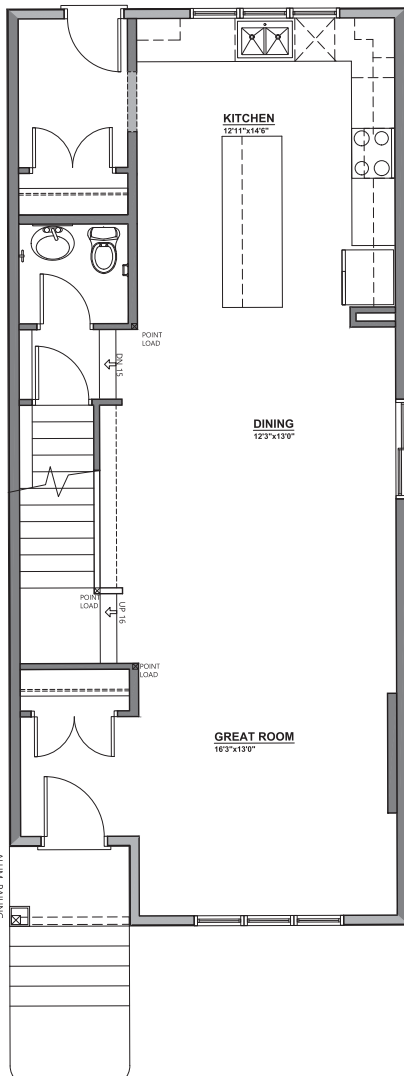 KITCHEN
12'11"x14'6"
POINT
LOAD
DN 15
DINING
12'3"x13'0"
POINT
LOAD
UP 16
POINT
LOAD
GREAT ROOM
16'3"x13'0"
ALUM. RAILING